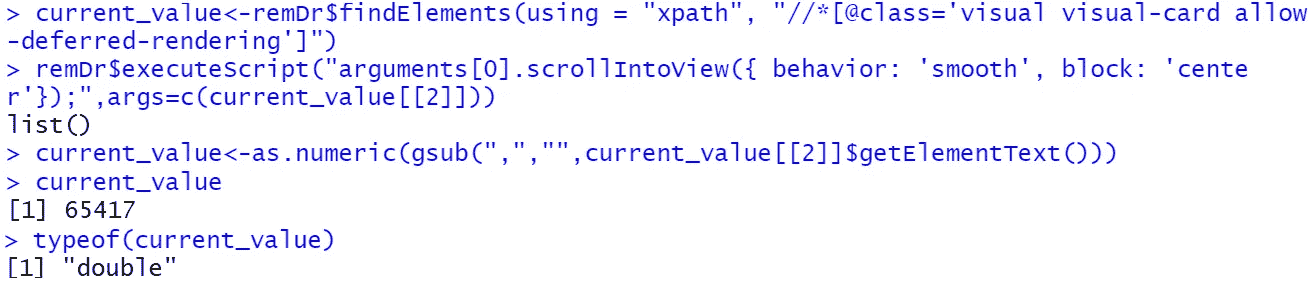 > current_value<-remDr$findElements(using = "xpath", "//*[@class='visual visual-card allow
-deferred-rendering']")
> remDr$executeScript("arguments[0].scrollIntoView({ behavior: 'smooth', block: 'cente
r'});",args=c(current_value[[2]]))
list()
> current_value<-as.numeric(gsub(",","",current_value[[2]]$getElementText()))
> current_value
[1] 65417
> typeof(current_value)
[1] "double"